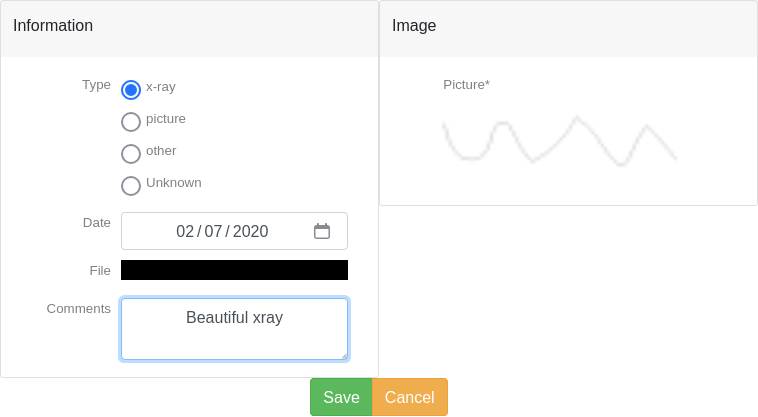 Information
Type
x-ray
picture
other
Unknown
Date 02/07/2020
File
Comments Beautiful xray
Image
Picture*
Save Cancel